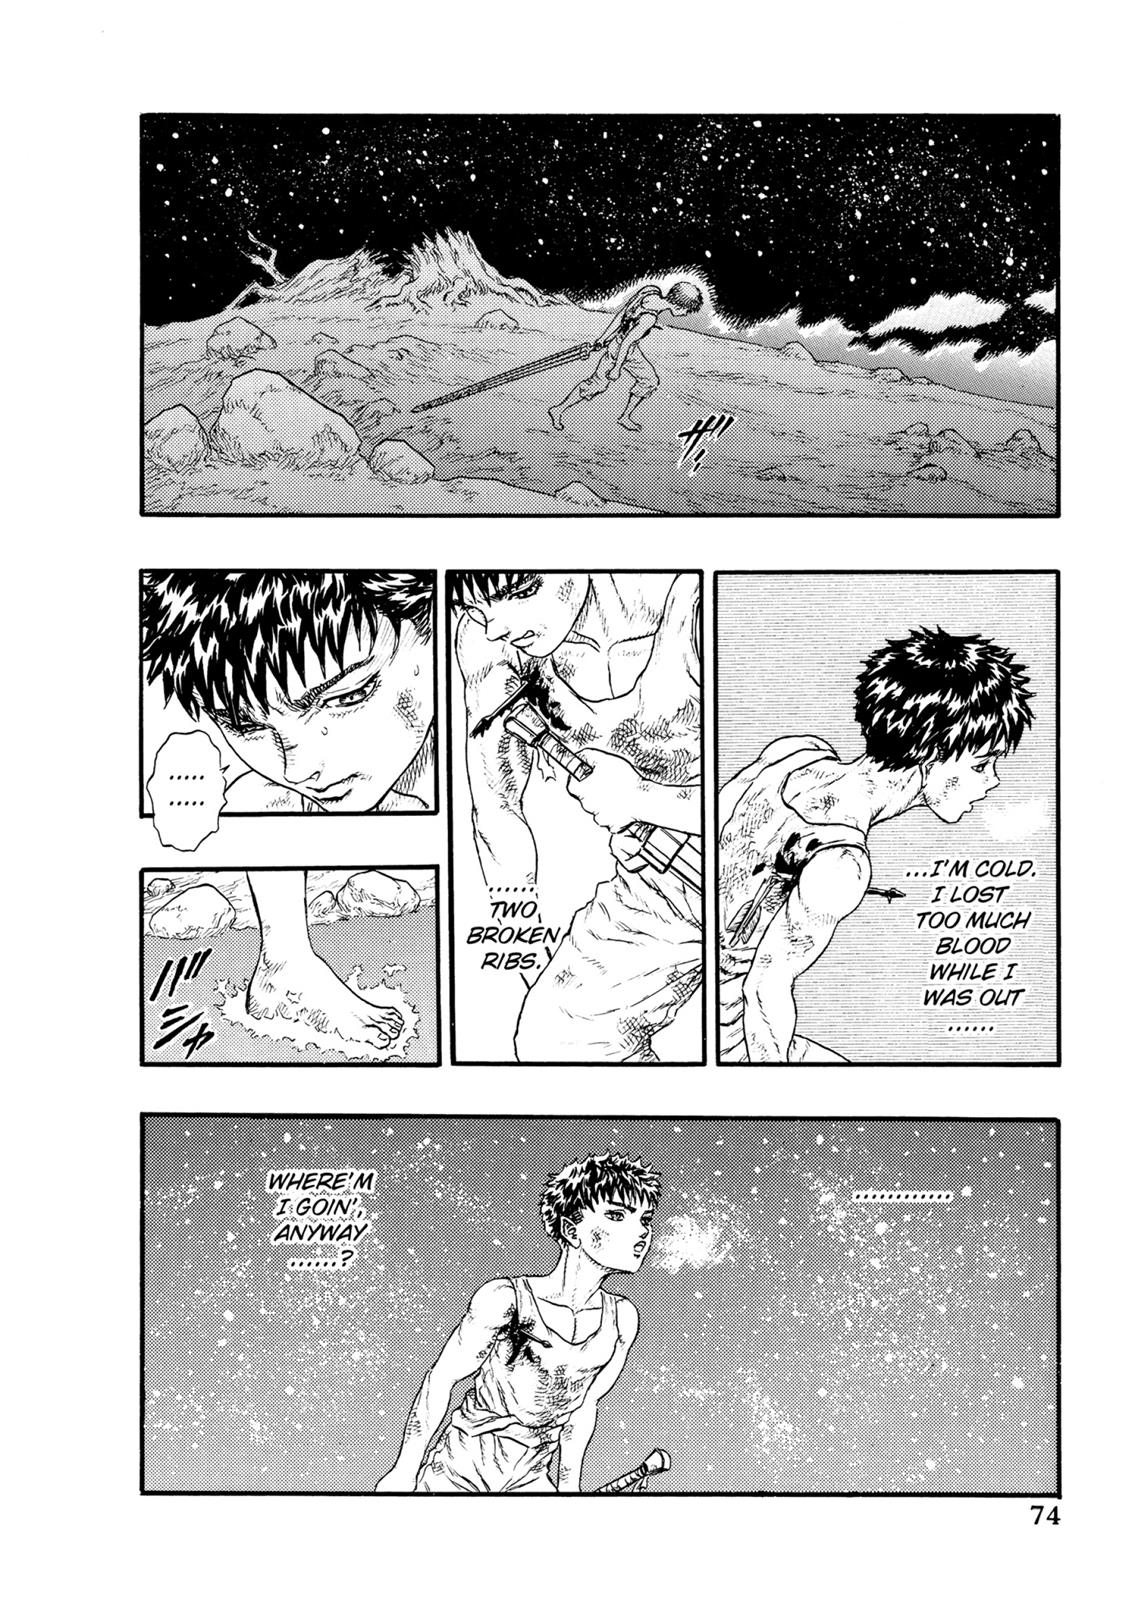 ザッ
...I'M COLD.
I LOST
TOO MUCH
BLOOD
WHILE I
WAS OUT
......
......
TWO
BROKEN
RIBS.
......
......
バシャ
............
WHERE'M
I GOIN',
ANYWAY
......?
74